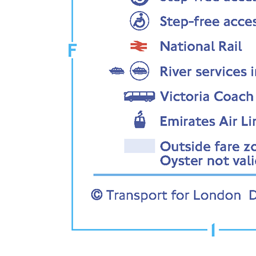 Step-free acces
National Rail
River services i
Victoria Coach
Emirates Air Li
Outside fare zo
Oyster not vali
© Transport for London D
F
I